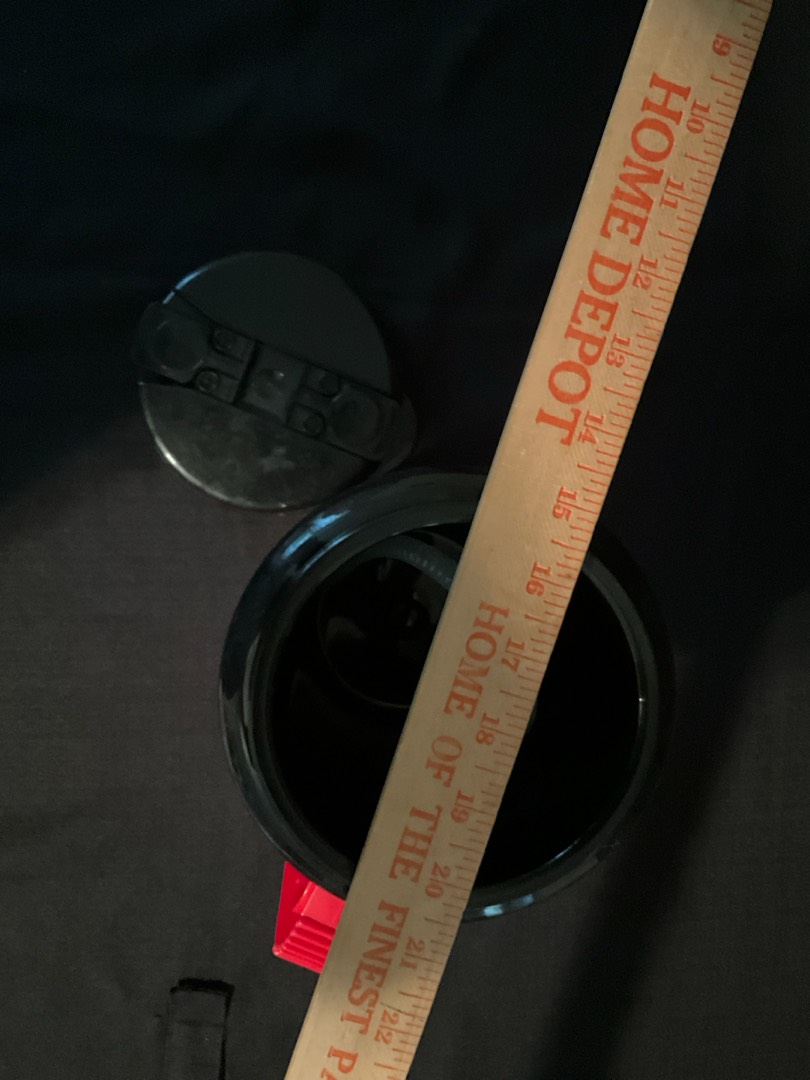 HOME DEPOT
HOME OF THE FINEST PA
9 10 11 12 13 14 15 16 17 18 19 20 21 22